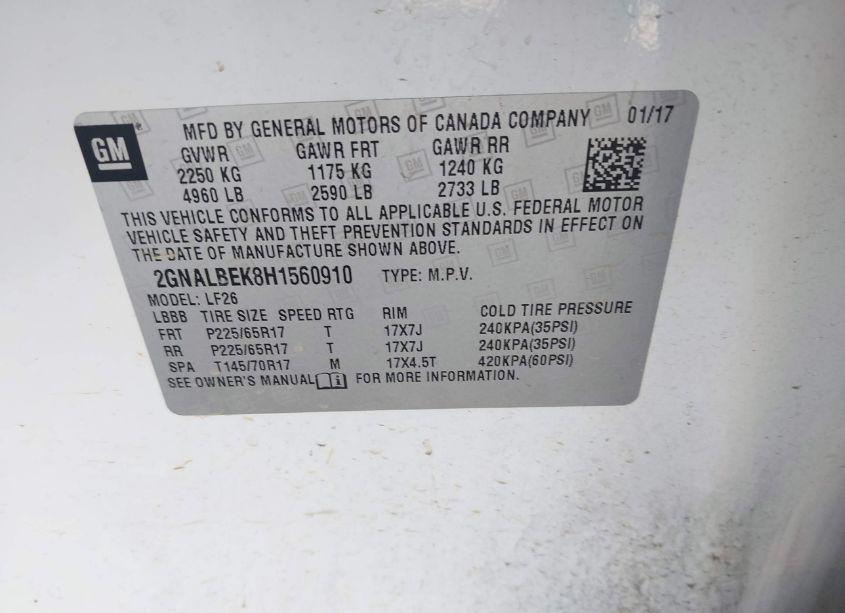 GM
MFD BY GENERAL MOTORS OF CANADA COMPANY 01/17
GVWR GAWR FRT GAWR RR
2250 KG 1175 KG 1240 KG
4960 LB 2590 LB 2733 LB
THIS VEHICLE CONFORMS TO ALL APPLICABLE U.S. FEDERAL MOTOR
VEHICLE SAFETY AND THEFT PREVENTION STANDARDS IN EFFECT ON
THE DATE OF MANUFACTURE SHOWN ABOVE.
2GNALBEK8H1560910 TYPE: M.P.V.
MODEL: LF26
LBBB TIRE SIZE SPEED RTG RIM COLD TIRE PRESSURE
FRT P225/65R17 T 17X7J 240KPA(35PSI)
RR P225/65R17 T 17X7J 240KPA(35PSI)
SPA T145/70R17 M 17X4.5T 420KPA(60PSI)
SEE OWNER'S MANUAL FOR MORE INFORMATION.